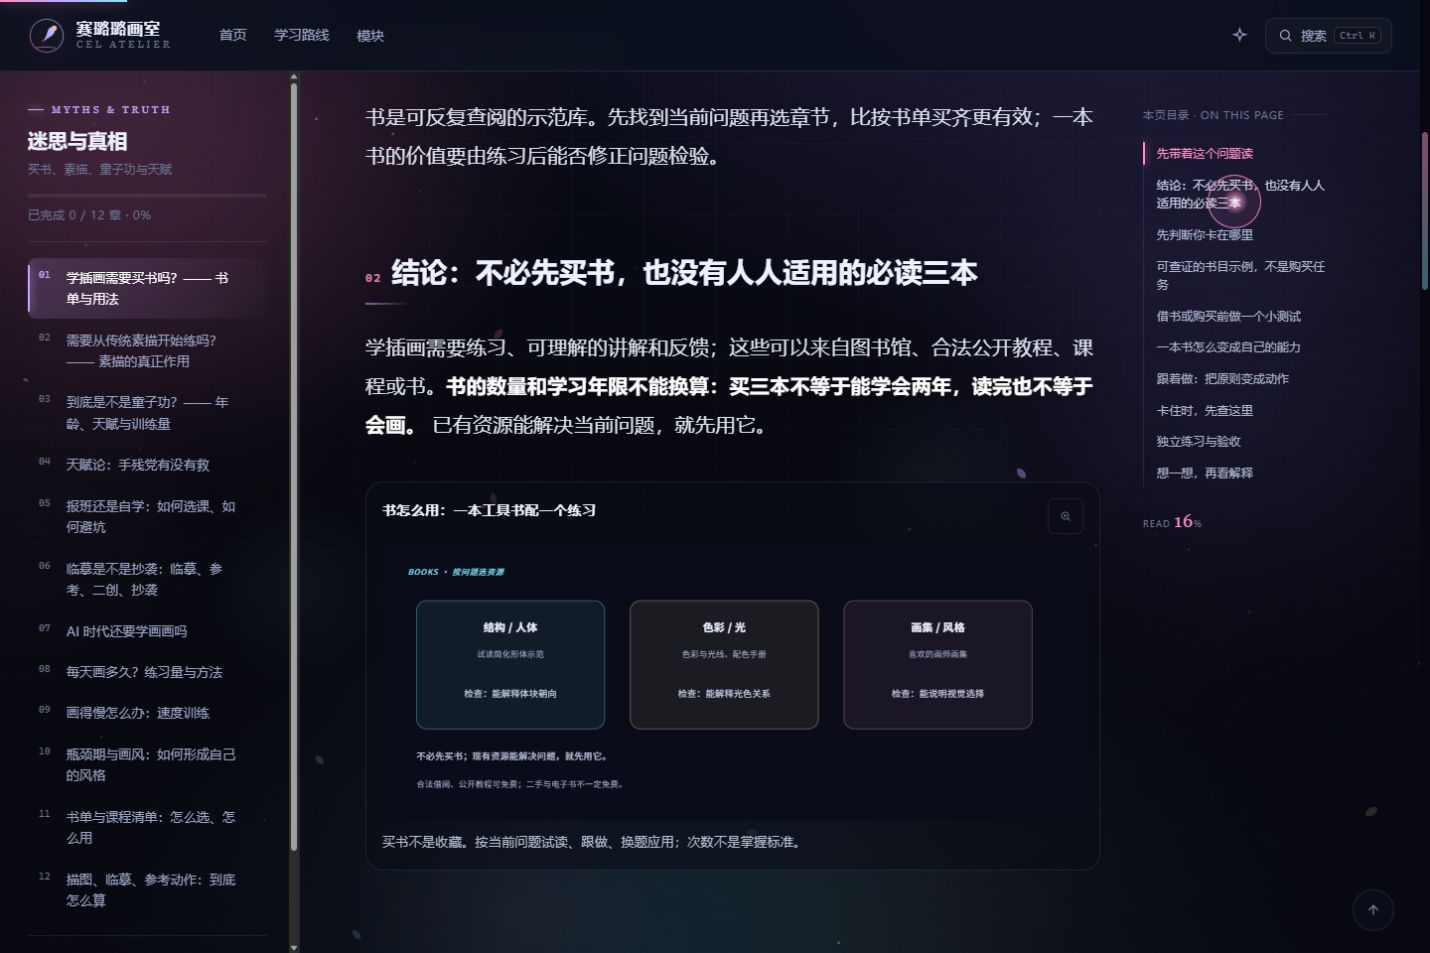 赛璐璐画室
CEL ATELIER
首页
学习路线
模块
搜索
Ctrl K
MYTHS & TRUTH
迷思与真相
买书、素描、童子功与天赋
已完成 0 / 12 章 · 0%
01
学插画需要买书吗？—— 书
单与用法
02
需要从传统素描开始练吗？
—— 素描的真正作用
03
到底是不是童子功？—— 年
龄、天赋与训练量
04
天赋论：手残党有没有救
05
报班还是自学：如何选课、如
何避坑
06
临摹是不是抄袭：临摹、参
考、二创、抄袭
07
AI 时代还要学画画吗
08
每天画多久？练习量与方法
09
画得慢怎么办：速度训练
10
瓶颈期与画风：如何形成自己
的风格
11
书单与课程清单：怎么选、怎
么用
12
描图、临摹、参考动作：到底
怎么算
书是可反复查阅的示范库。先找到当前问题再选章节，比按书单买齐更有效；一本
书的价值要由练习后能否修正问题检验。
02 结论：不必先买书，也没有人人适用的必读三本
学插画需要练习、可理解的讲解和反馈；这些可以来自图书馆、合法公开教程、课
程或书。书的数量和学习年限不能换算：买三本不等于能学会两年，读完也不等于
会画。 已有资源能解决当前问题，就先用它。
书怎么用：一本工具书配一个练习
BOOKS · 按问题选资源
结构 / 人体
试读简化形体示范
检查：能解释体块朝向
色彩 / 光
色彩与光线、配色手册
检查：能解释光色关系
画集 / 风格
喜欢的画师画集
检查：能说明视觉选择
不必先买书；现有资源能解决问题，就先用它。
合法借阅、公开教程可免费；二手与电子书不一定免费。
买书不是收藏。按当前问题试读、跟做、换题应用；次数不是掌握标准。
本页目录 · ON THIS PAGE
先带着这个问题读
结论：不必先买书，也没有人人
适用的必读三本
先判断你卡在哪里
可查证的书目示例，不是购买任
务
借书或购买前做一个小测试
一本书怎么变成自己的能力
跟着做：把原则变成动作
卡住时，先查这里
独立练习与验收
想一想，再看解释
READ 16%